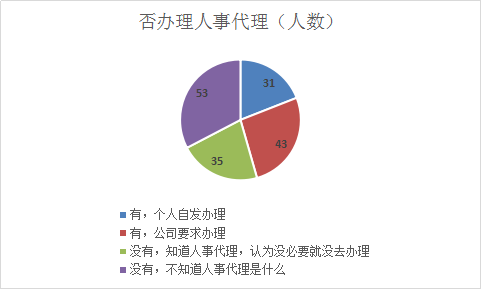 否办理人事代理（人数）
31
53
43
35
有，个人自发办理
有，公司要求办理
没有，知道人事代理，认为没必要就没去办理
没有，不知道人事代理是什么